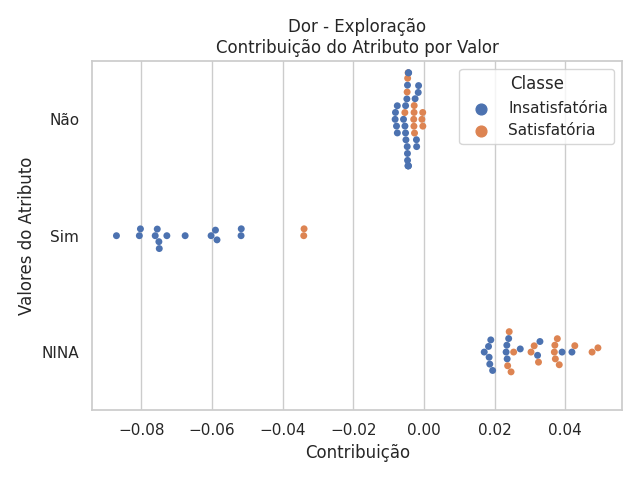 Dor - Exploração
Contribuição do Atributo por Valor
Classe
Insatisfatória
Satisfatória
Valores do Atributo
Não
Sim
NINA
−0.08
−0.06
−0.04
−0.02
0.00
0.02
0.04
Contribuição